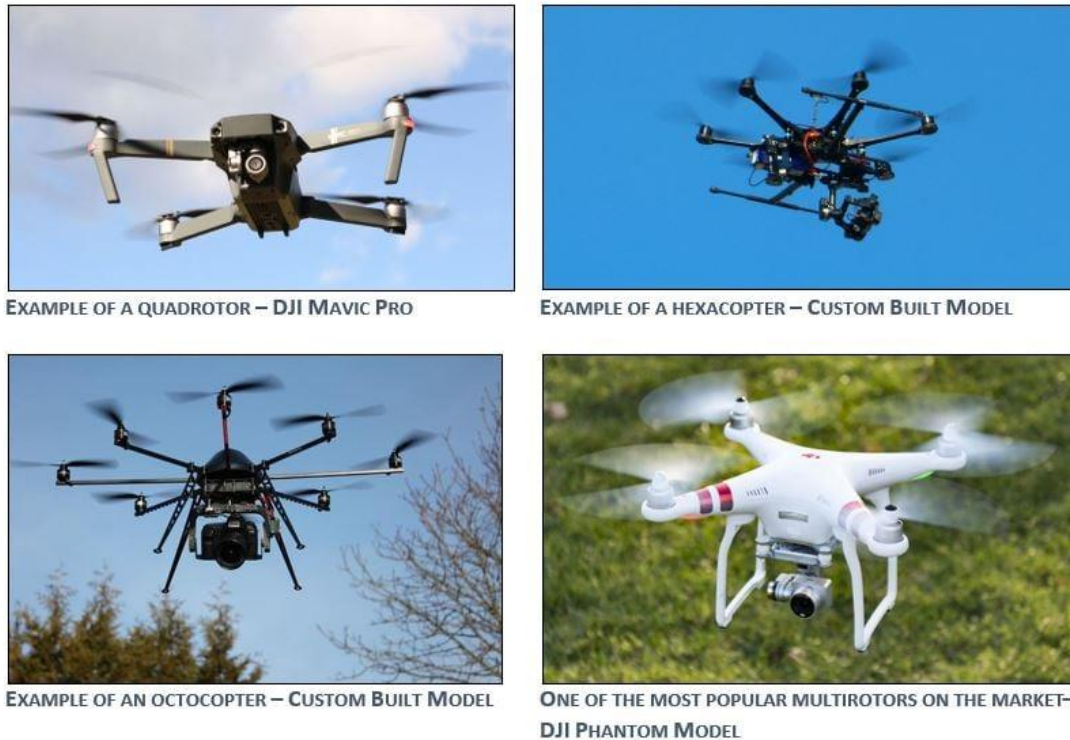 EXAMPLE OF A QUADROTOR – DJI MAVIC PRO
EXAMPLE OF A HEXACOPTER – CUSTOM BUILT MODEL
EXAMPLE OF AN OCTOCOPTER – CUSTOM BUILT MODEL
ONE OF THE MOST POPULAR MULTIROTORS ON THE MARKET–
DJI PHANTOM MODEL